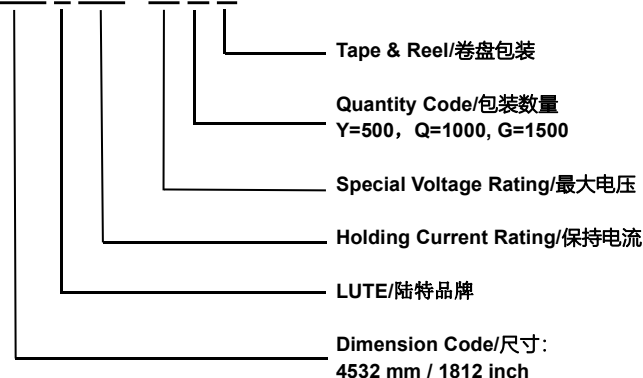 Tape & Reel/卷盘包装
Quantity Code/包装数量
Y=500，Q=1000, G=1500
Special Voltage Rating/最大电压
Holding Current Rating/保持电流
LUTE/陆特品牌
Dimension Code/尺寸：
4532 mm / 1812 inch